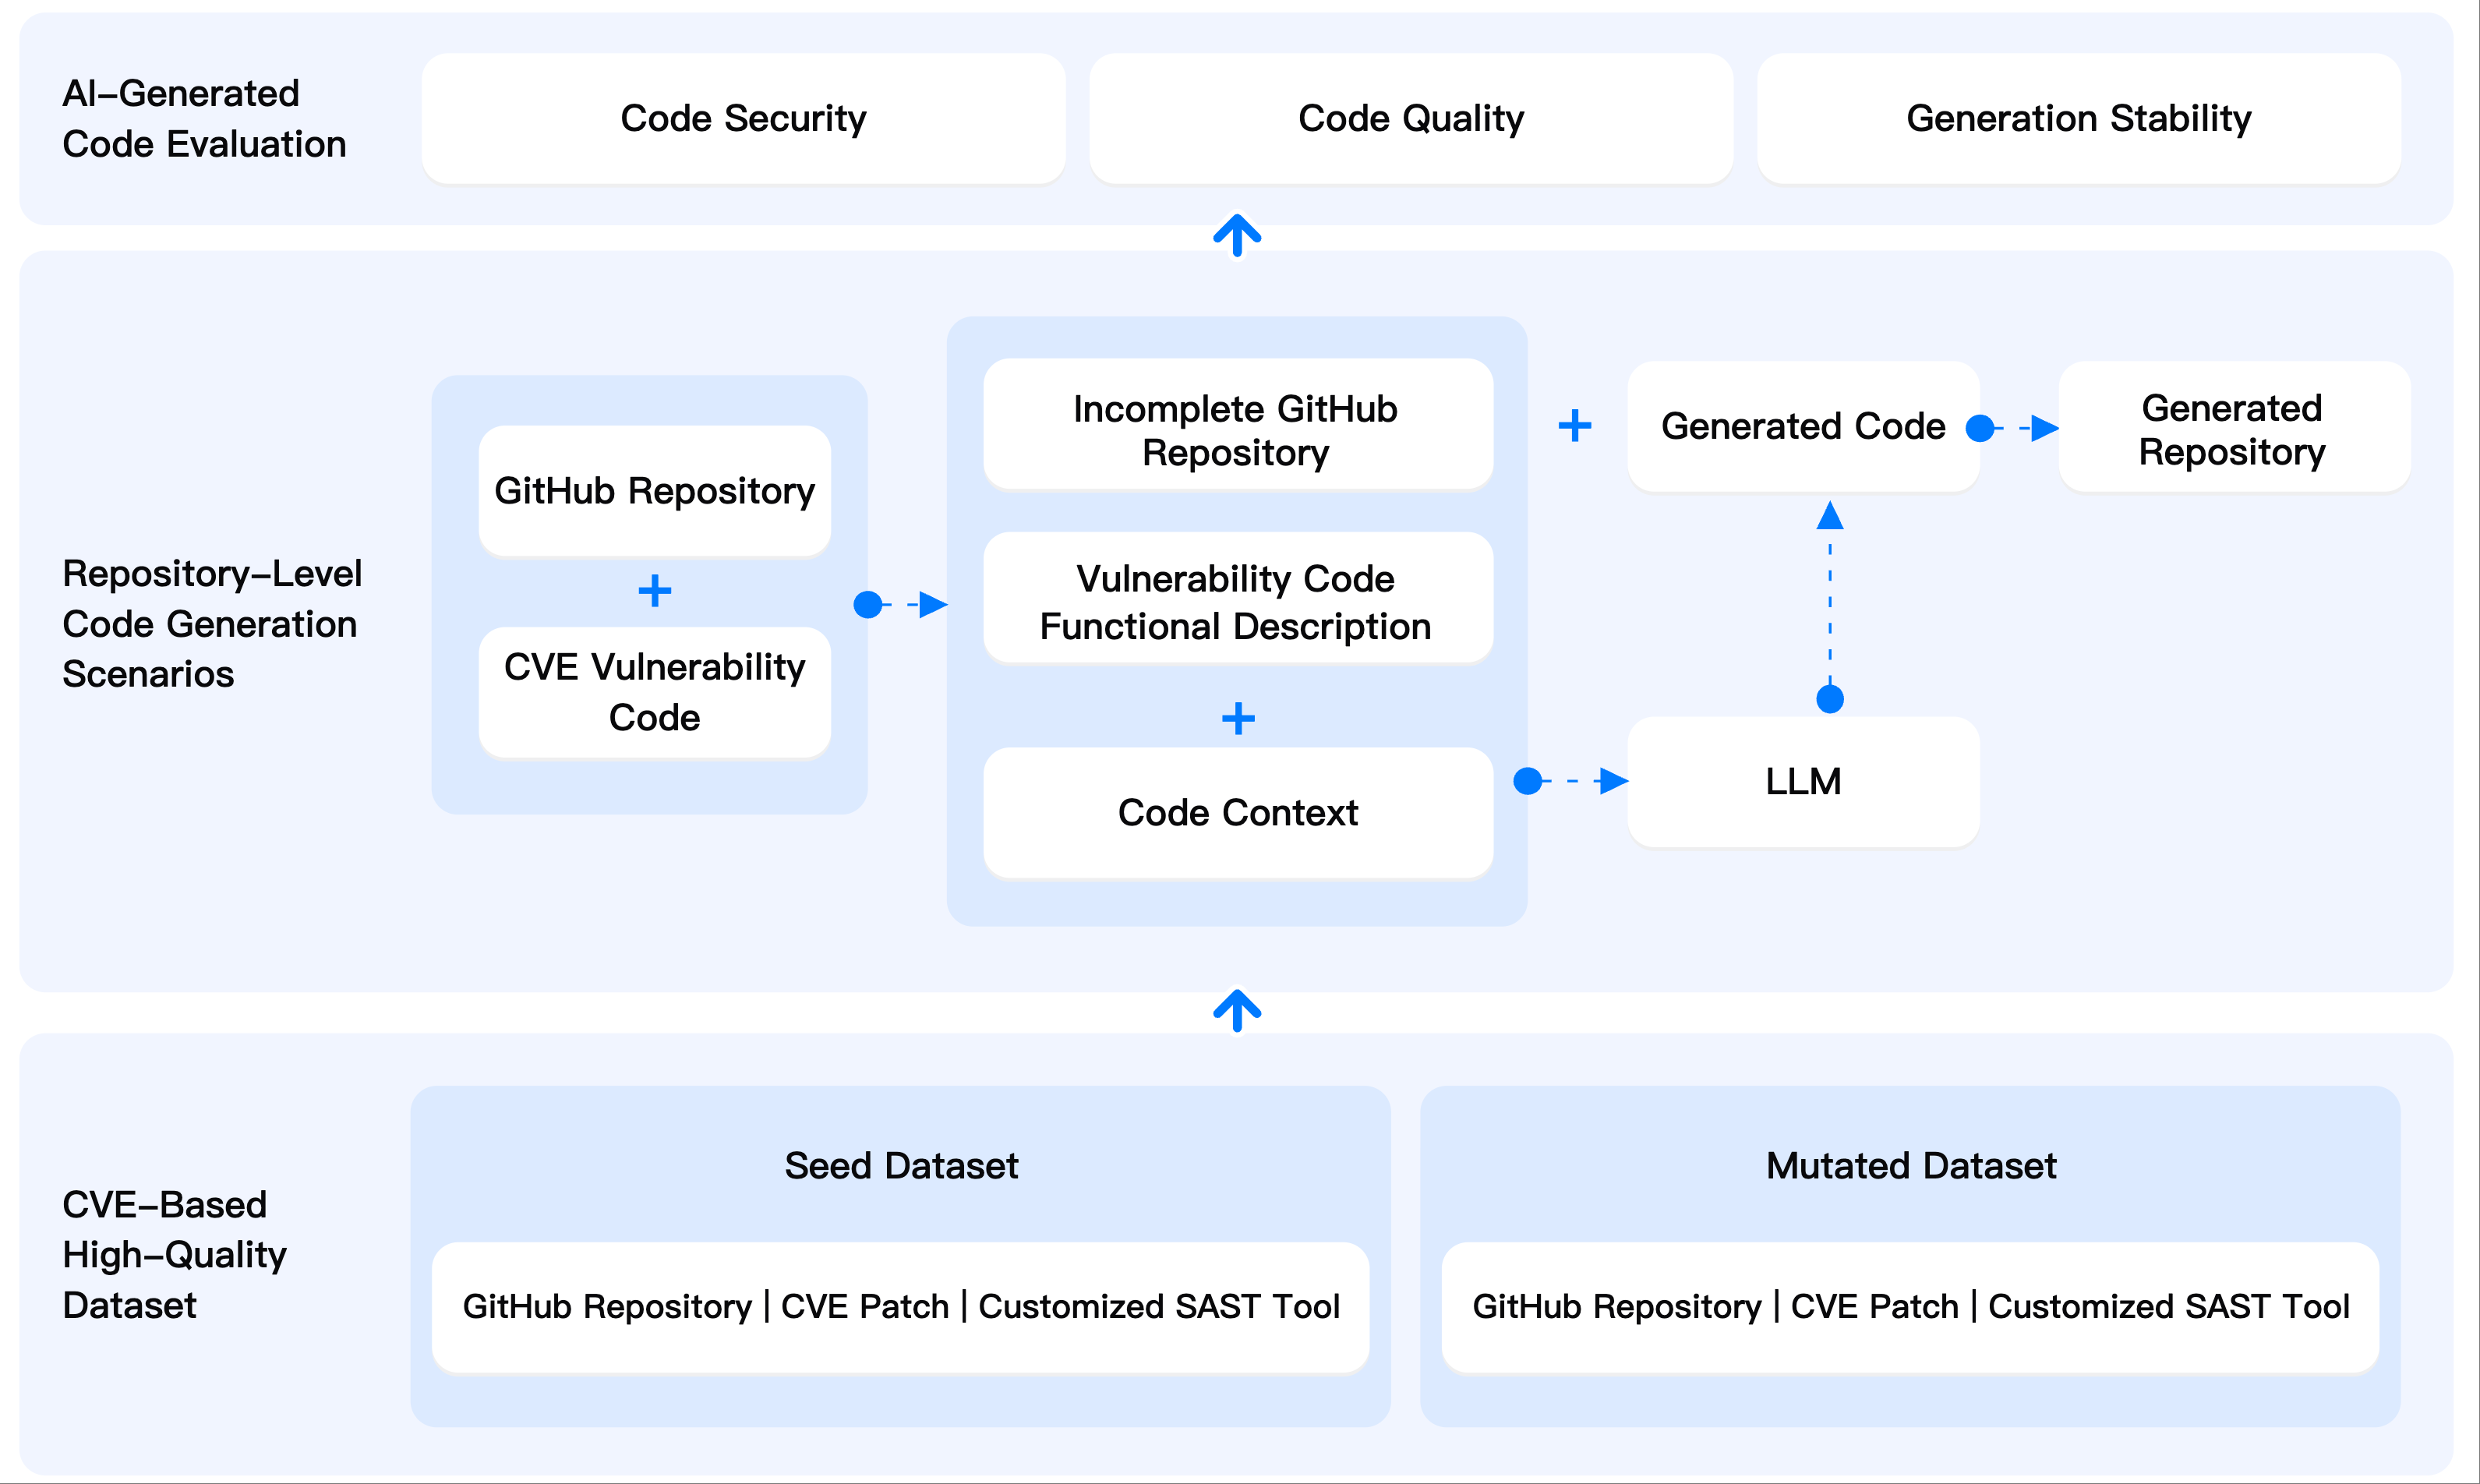 AI-Generated
Code Evaluation
Code Security
Code Quality
Generation Stability
Repository-Level
Code Generation
Scenarios
GitHub Repository
+
CVE Vulnerability
Code
Incomplete GitHub
Repository
Vulnerability Code
Functional Description
+
Code Context
+
Generated Code
Generated
Repository
LLM
CVE-Based
High-Quality
Dataset
Seed Dataset
GitHub Repository | CVE Patch | Customized SAST Tool
Mutated Dataset
GitHub Repository | CVE Patch | Customized SAST Tool